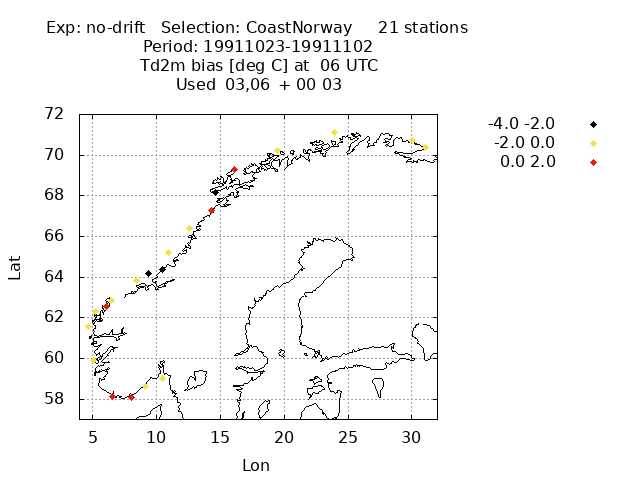 Exp: no-drift   Selection: CoastNorway     21 stations
Period: 19911023-19911102
Td2m bias [deg C] at  06 UTC
Used  03,06  + 00 03
-4.0 -2.0
-2.0 0.0
0.0 2.0
72
70
68
66
64
62
60
58
Lat
5 10 15 20 25 30
Lon